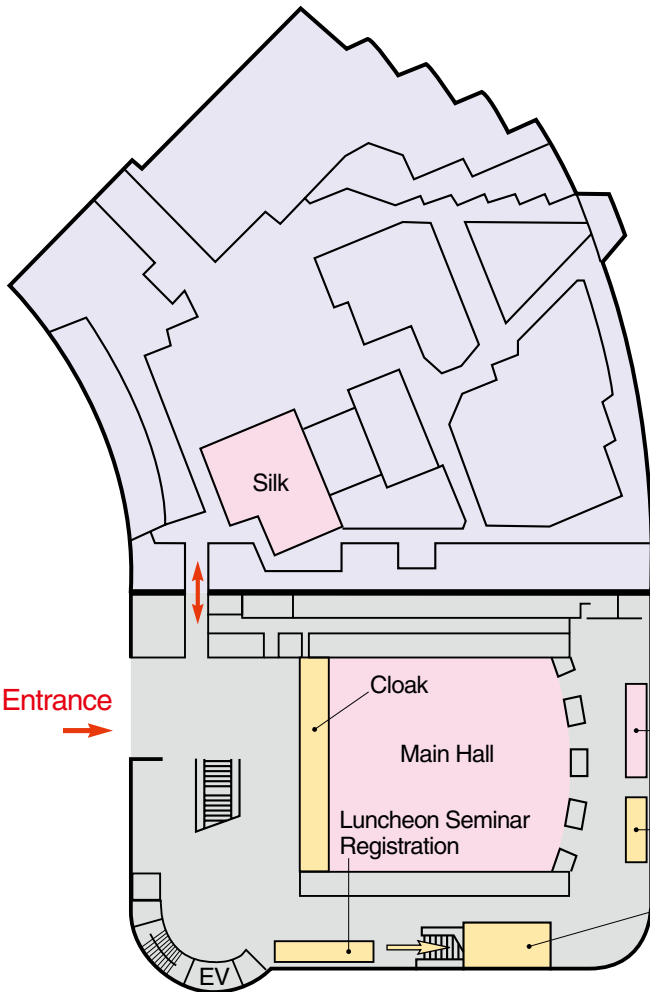 Silk
Entrance
Cloak
Main Hall
Luncheon Seminar
Registration
EV